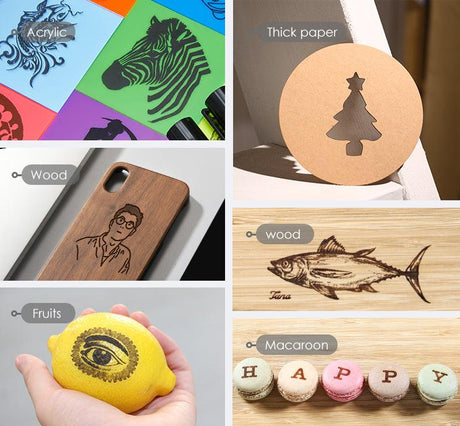 Acrylic
Thick paper
Wood
wood
Tuna
Fruits
Macaroon
H A P P Y